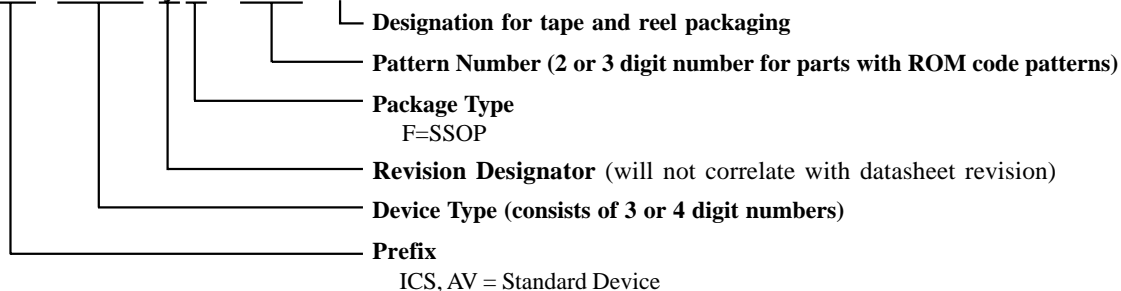 Designation for tape and reel packaging
Pattern Number (2 or 3 digit number for parts with ROM code patterns)
Package Type
F=SSOP
Revision Designator (will not correlate with datasheet revision)
Device Type (consists of 3 or 4 digit numbers)
Prefix
ICS, AV = Standard Device